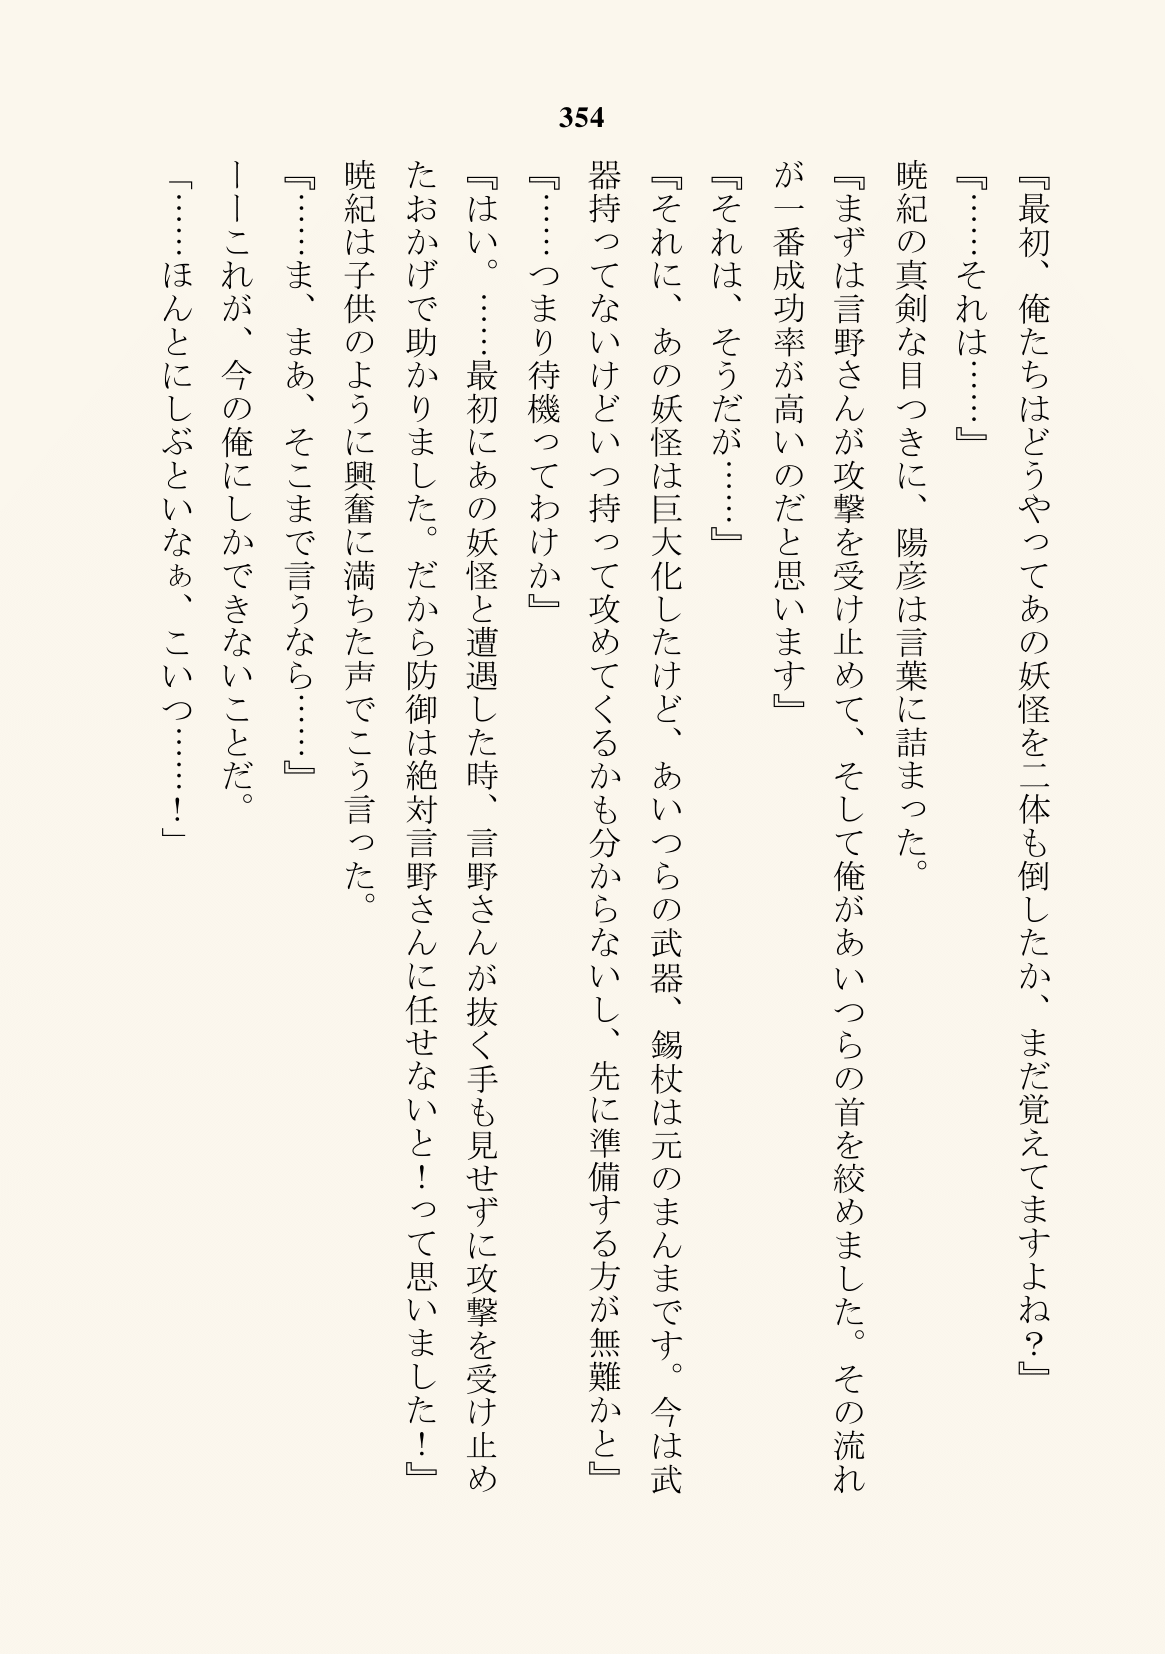 354
『最初、俺たちはどうやってあの妖怪を二体も倒したか、まだ覚えてますよね？』
『……それは……』
暁紀の真剣な目つきに、陽彦は言葉に詰まった。
『まずは言野さんが攻撃を受け止めて、そして俺があいつらの首を絞めました。その流れ
が一番成功率が高いのだと思います』
『それは、そうだが……』
『それに、あの妖怪は巨大化したけど、あいつらの武器、錫杖は元のまんまです。今は武
器持ってないけどいつ持って攻めてくるかも分からないし、先に準備する方が無難かと』
『……つまり待機ってわけか』
『はい。……最初にあの妖怪と遭遇した時、言野さんが抜く手も見せずに攻撃を受け止め
たおかげで助かりました。だから防御は絶対言野さんに任せないと！って思いました！』
暁紀は子供のように興奮に満ちた声でこう言った。
『……ま、まあ、そこまで言うなら……』
ーーこれが、今の俺にしかできないことだ。
「……ほんとにしぶといなぁ、こいつ……！」